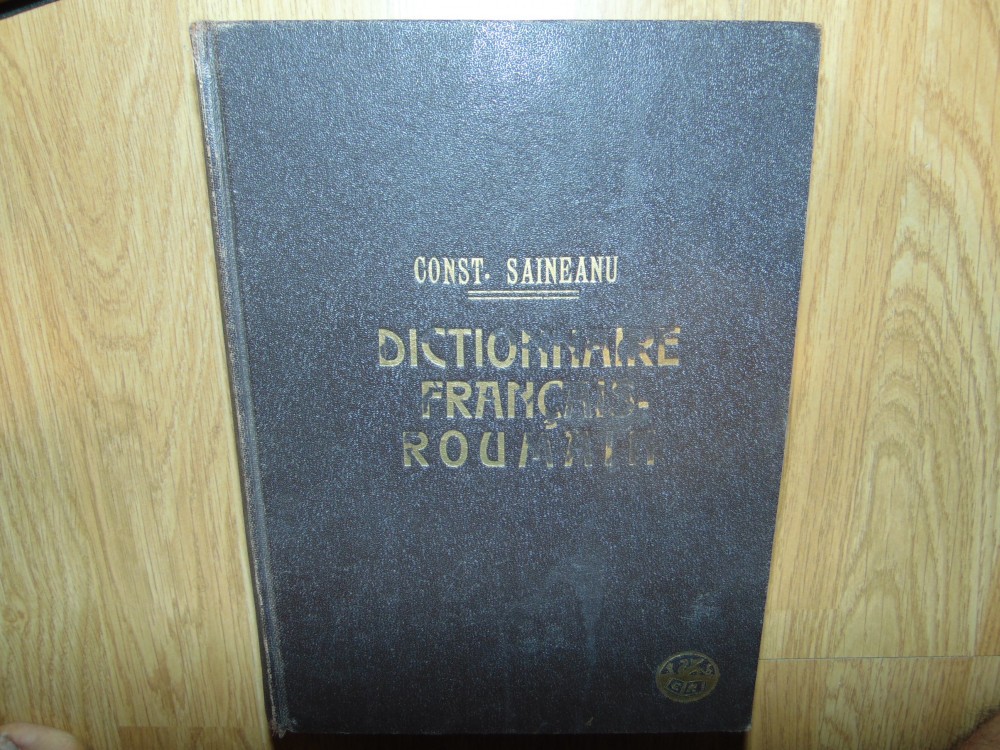 CONST. SAINEANU
DICTIONNAIRE
FRANÇAIS-
ROUMAIN